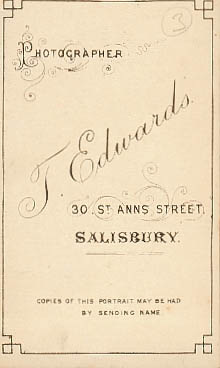 3
PHOTOGRAPHER
T. Edwards.
30. ST. ANNS STREET.
SALISBURY.
COPIES OF THIS PORTRAIT MAY BE HAD
BY SENDING NAME